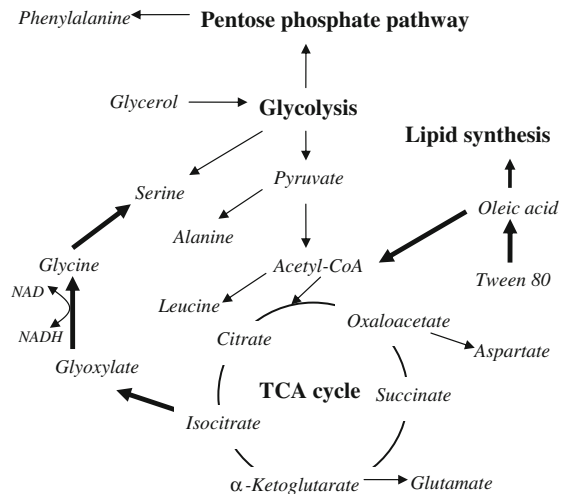 Phenylalanine Pentose phosphate pathway
Glycerol Glycolysis
Lipid synthesis
Pyruvate
Serine
Oleic acid
Alanine
Glycine Acetyl-CoA
Tween 80
NAD
Leucine
Oxaloacetate
NADH Citrate
Aspartate
Glyoxylate
TCA cycle Succinate
Isocitrate
α-Ketoglutarate Glutamate